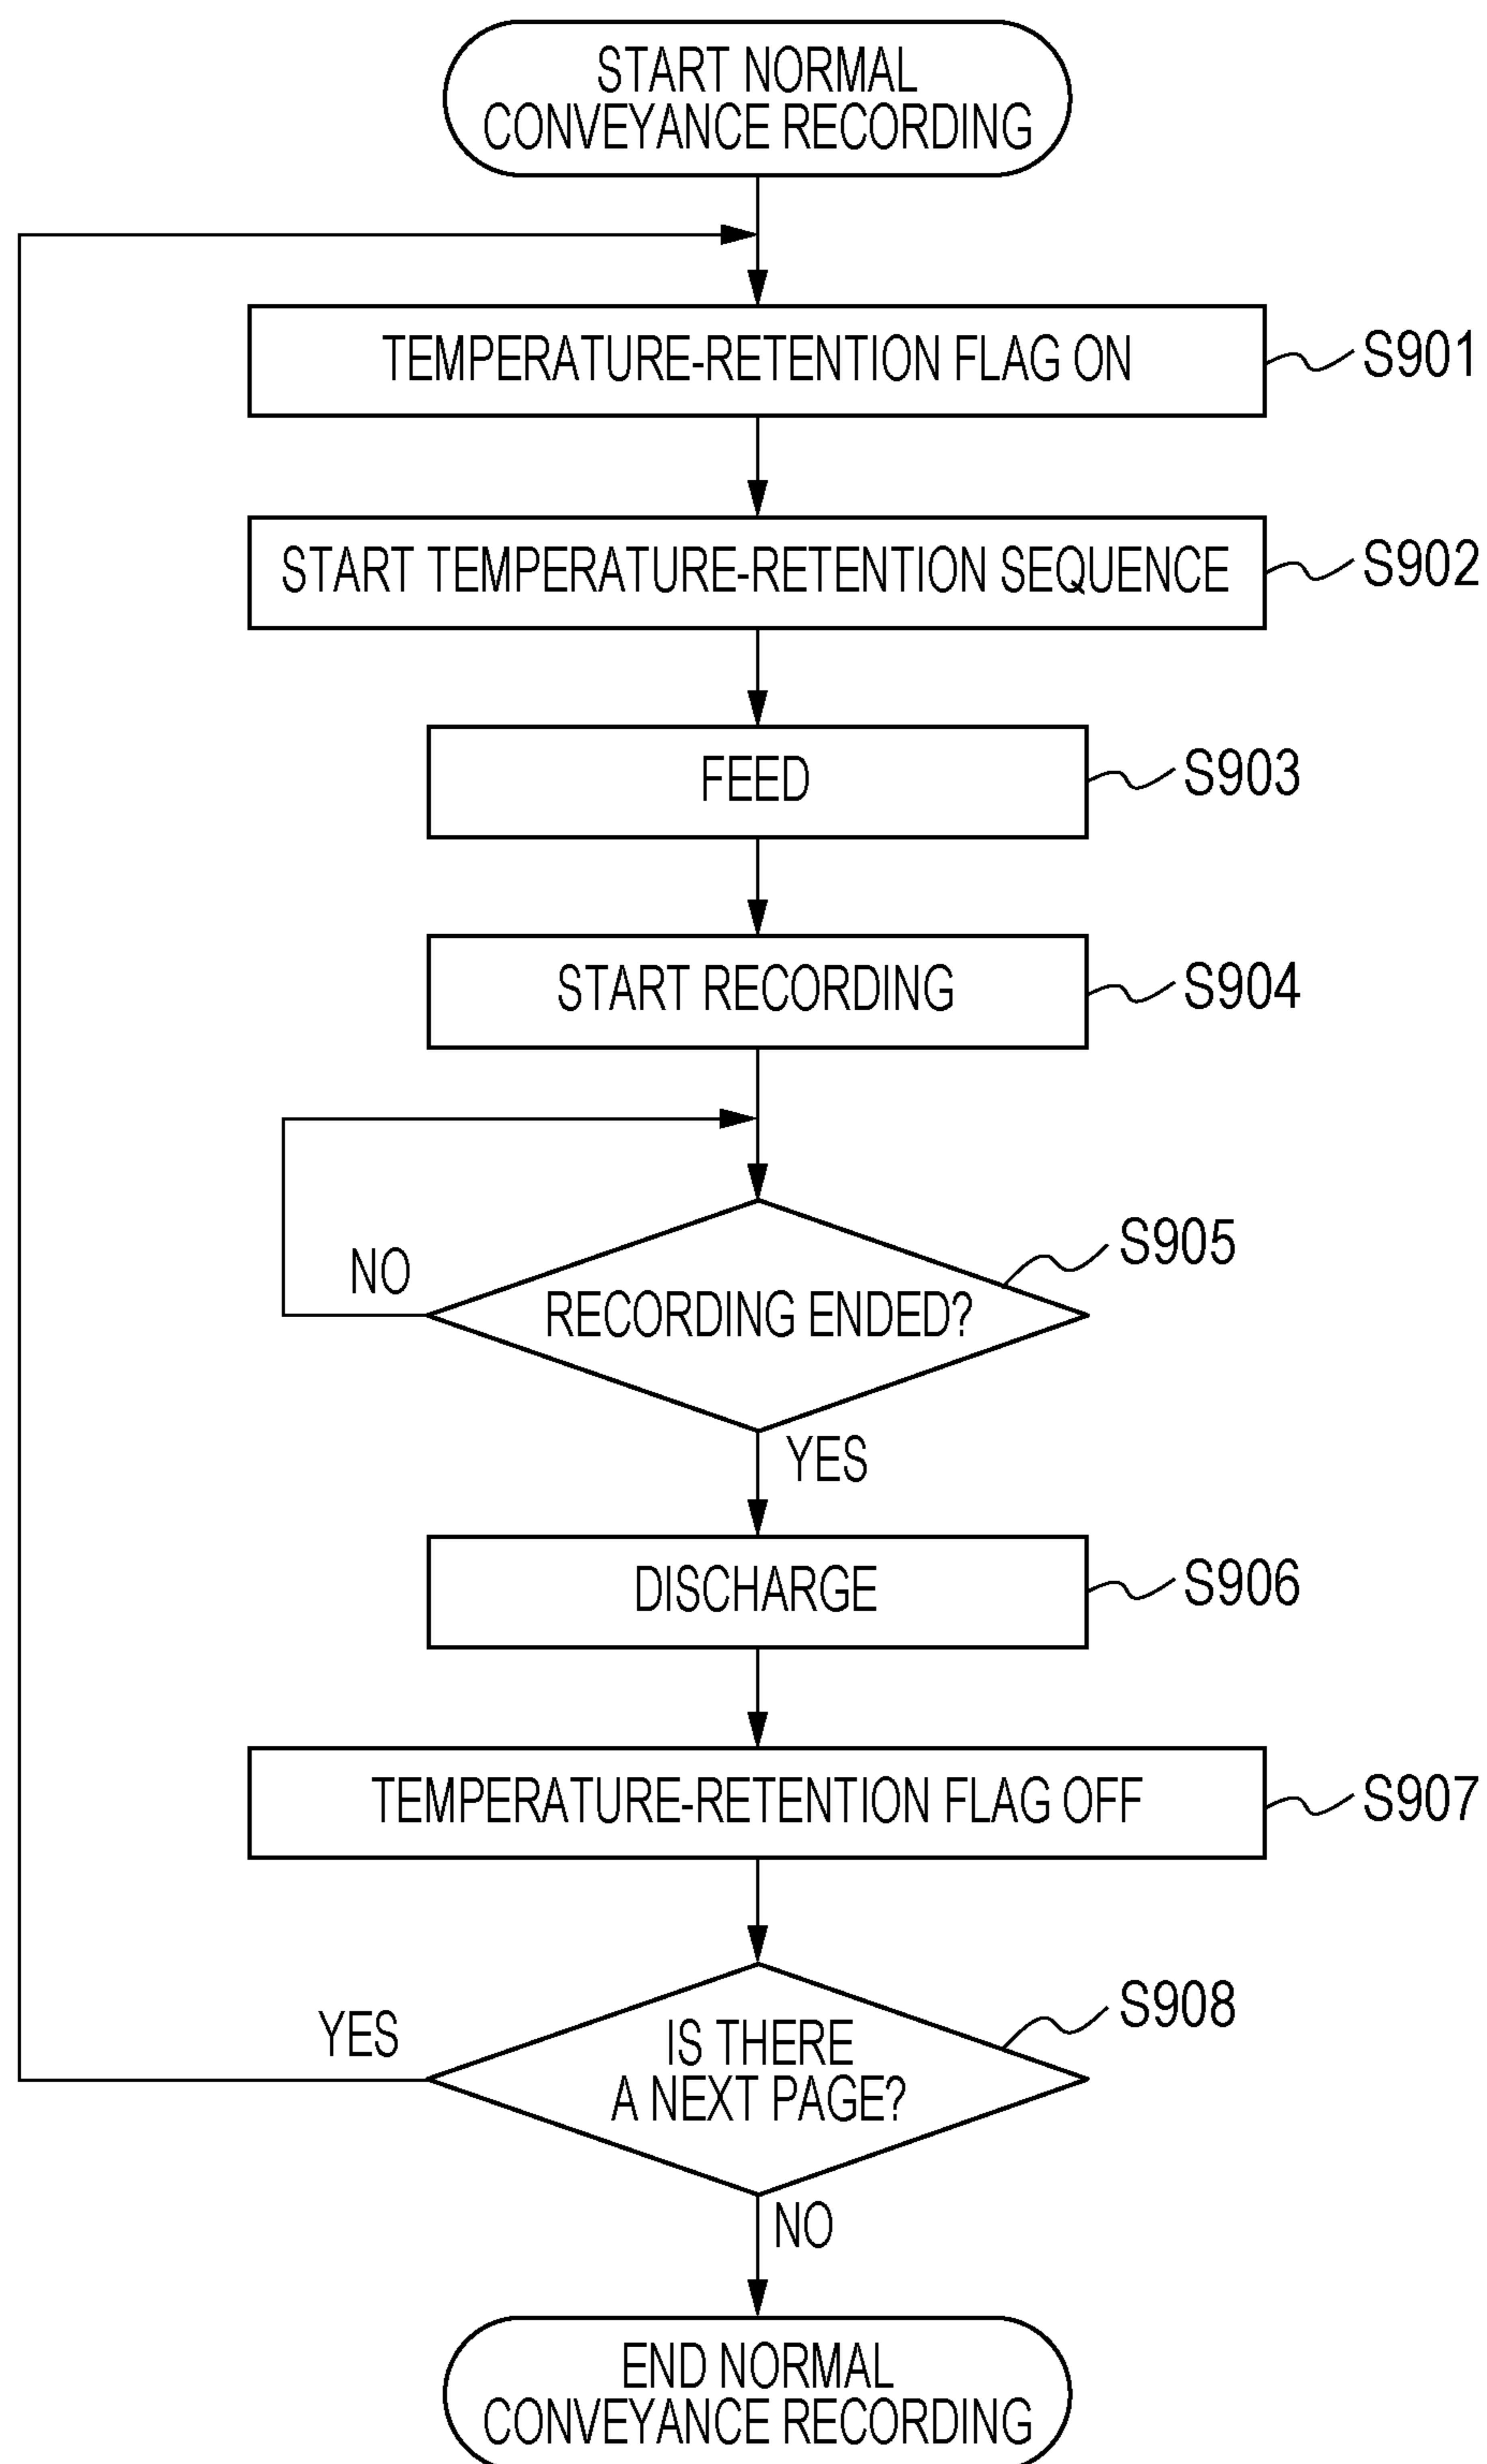 START NORMAL
CONVEYANCE RECORDING
TEMPERATURE-RETENTION FLAG ON
S901
START TEMPERATURE-RETENTION SEQUENCE
S902
FEED
S903
START RECORDING
S904
S905
NO
RECORDING ENDED?
YES
DISCHARGE
S906
TEMPERATURE-RETENTION FLAG OFF
S907
S908
YES
IS THERE
A NEXT PAGE?
NO
END NORMAL
CONVEYANCE RECORDING